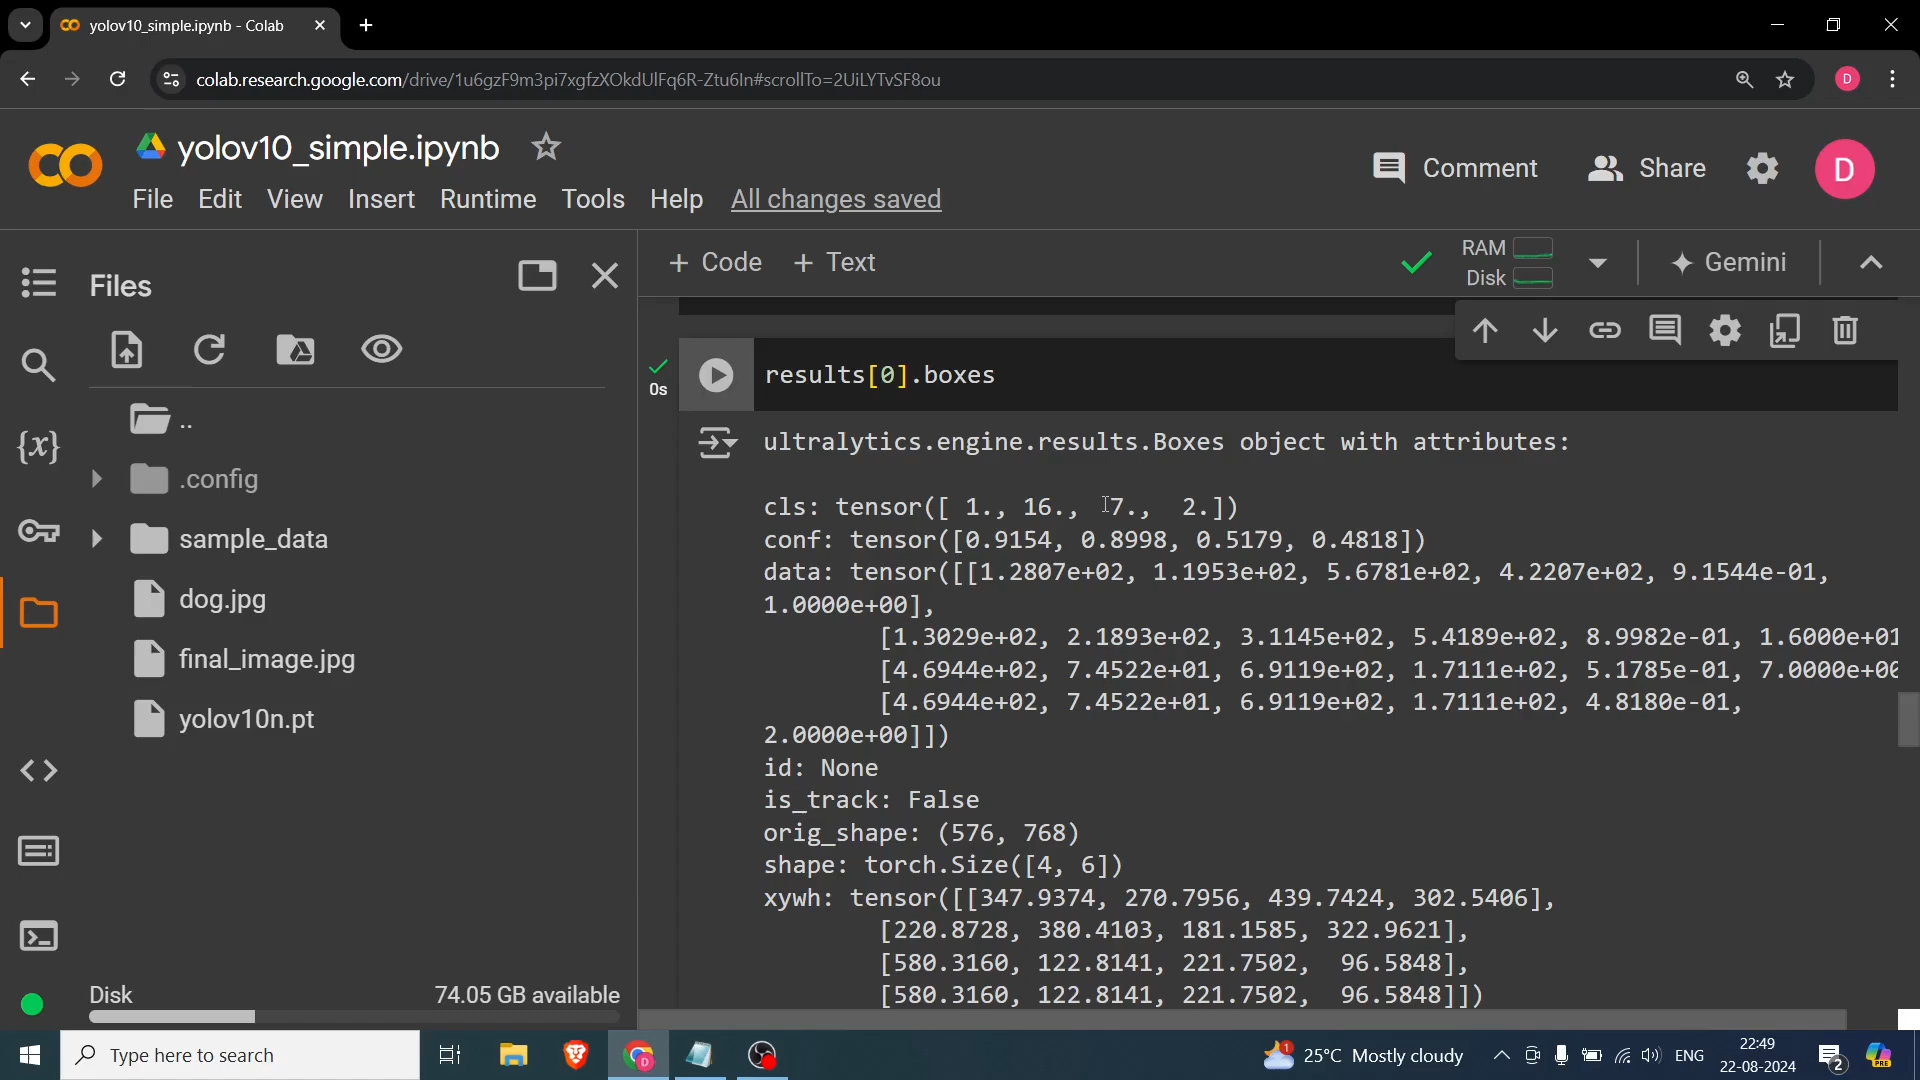 yolov10_simple.ipynb - Colab
colab.research.google.com/drive/1u6gzF9m3pi7xgfzXOkdUlFq6R-Ztu6In#scrollTo=2UiLYTvSF8ou
D
yolov10_simple.ipynb
File Edit View Insert Runtime Tools Help All changes saved
Comment
Share
D
Files
+ Code + Text
RAM
Disk
Gemini
..
.config
sample_data
dog.jpg
final_image.jpg
yolov10n.pt
{x}
Disk 74.05 GB available
0s
results[0].boxes
ultralytics.engine.results.Boxes object with attributes:
cls: tensor([ 1., 16., 7., 2.])
conf: tensor([0.9154, 0.8998, 0.5179, 0.4818])
data: tensor([[1.2807e+02, 1.1953e+02, 5.6781e+02, 4.2207e+02, 9.1544e-01,
1.0000e+00],
[1.3029e+02, 2.1893e+02, 3.1145e+02, 5.4189e+02, 8.9982e-01, 1.6000e+01
[4.6944e+02, 7.4522e+01, 6.9119e+02, 1.7111e+02, 5.1785e-01, 7.0000e+00
[4.6944e+02, 7.4522e+01, 6.9119e+02, 1.7111e+02, 4.8180e-01,
2.0000e+00]])
id: None
is_track: False
orig_shape: (576, 768)
shape: torch.Size([4, 6])
xywh: tensor([[347.9374, 270.7956, 439.7424, 302.5406],
[220.8728, 380.4103, 181.1585, 322.9621],
[580.3160, 122.8141, 221.7502, 96.5848],
[580.3160, 122.8141, 221.7502, 96.5848]])
Type here to search
1
25°C Mostly cloudy
ENG
22:49
22-08-2024
2
PRE